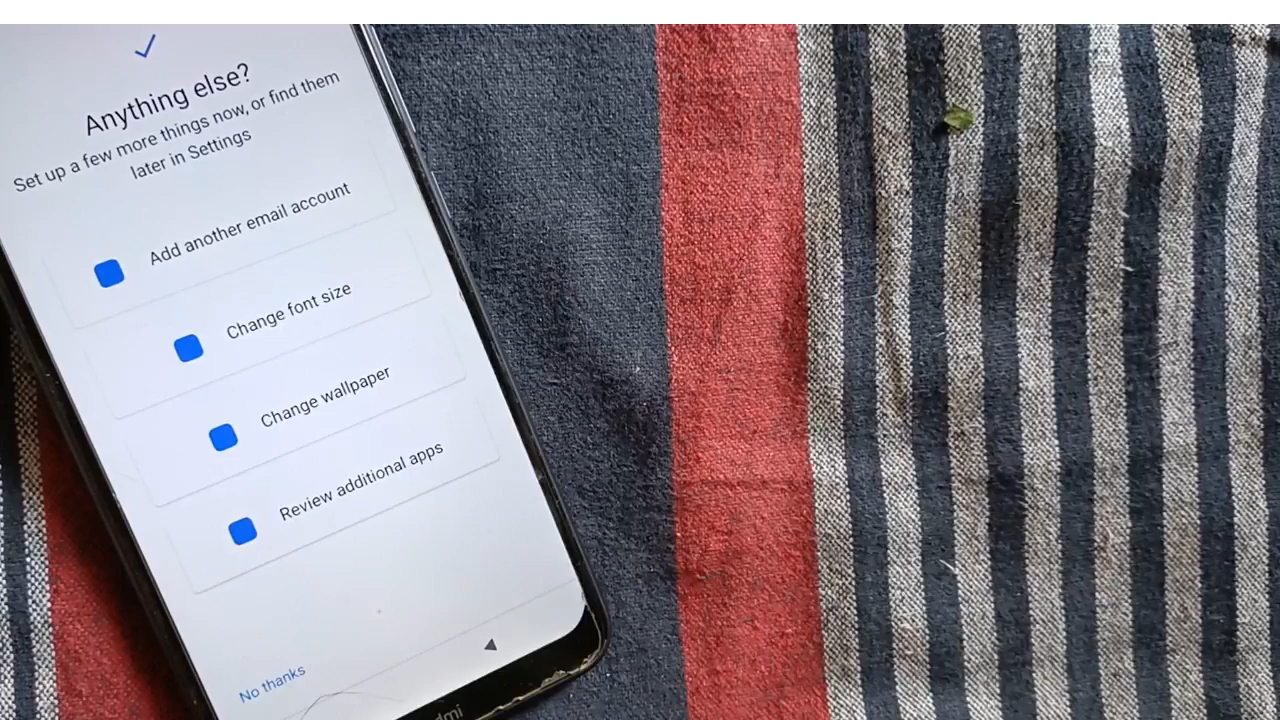 Anything else?
Set up a few more things now, or find them
later in Settings
Add another email account
Change font size
Change wallpaper
Review additional apps
No thanks